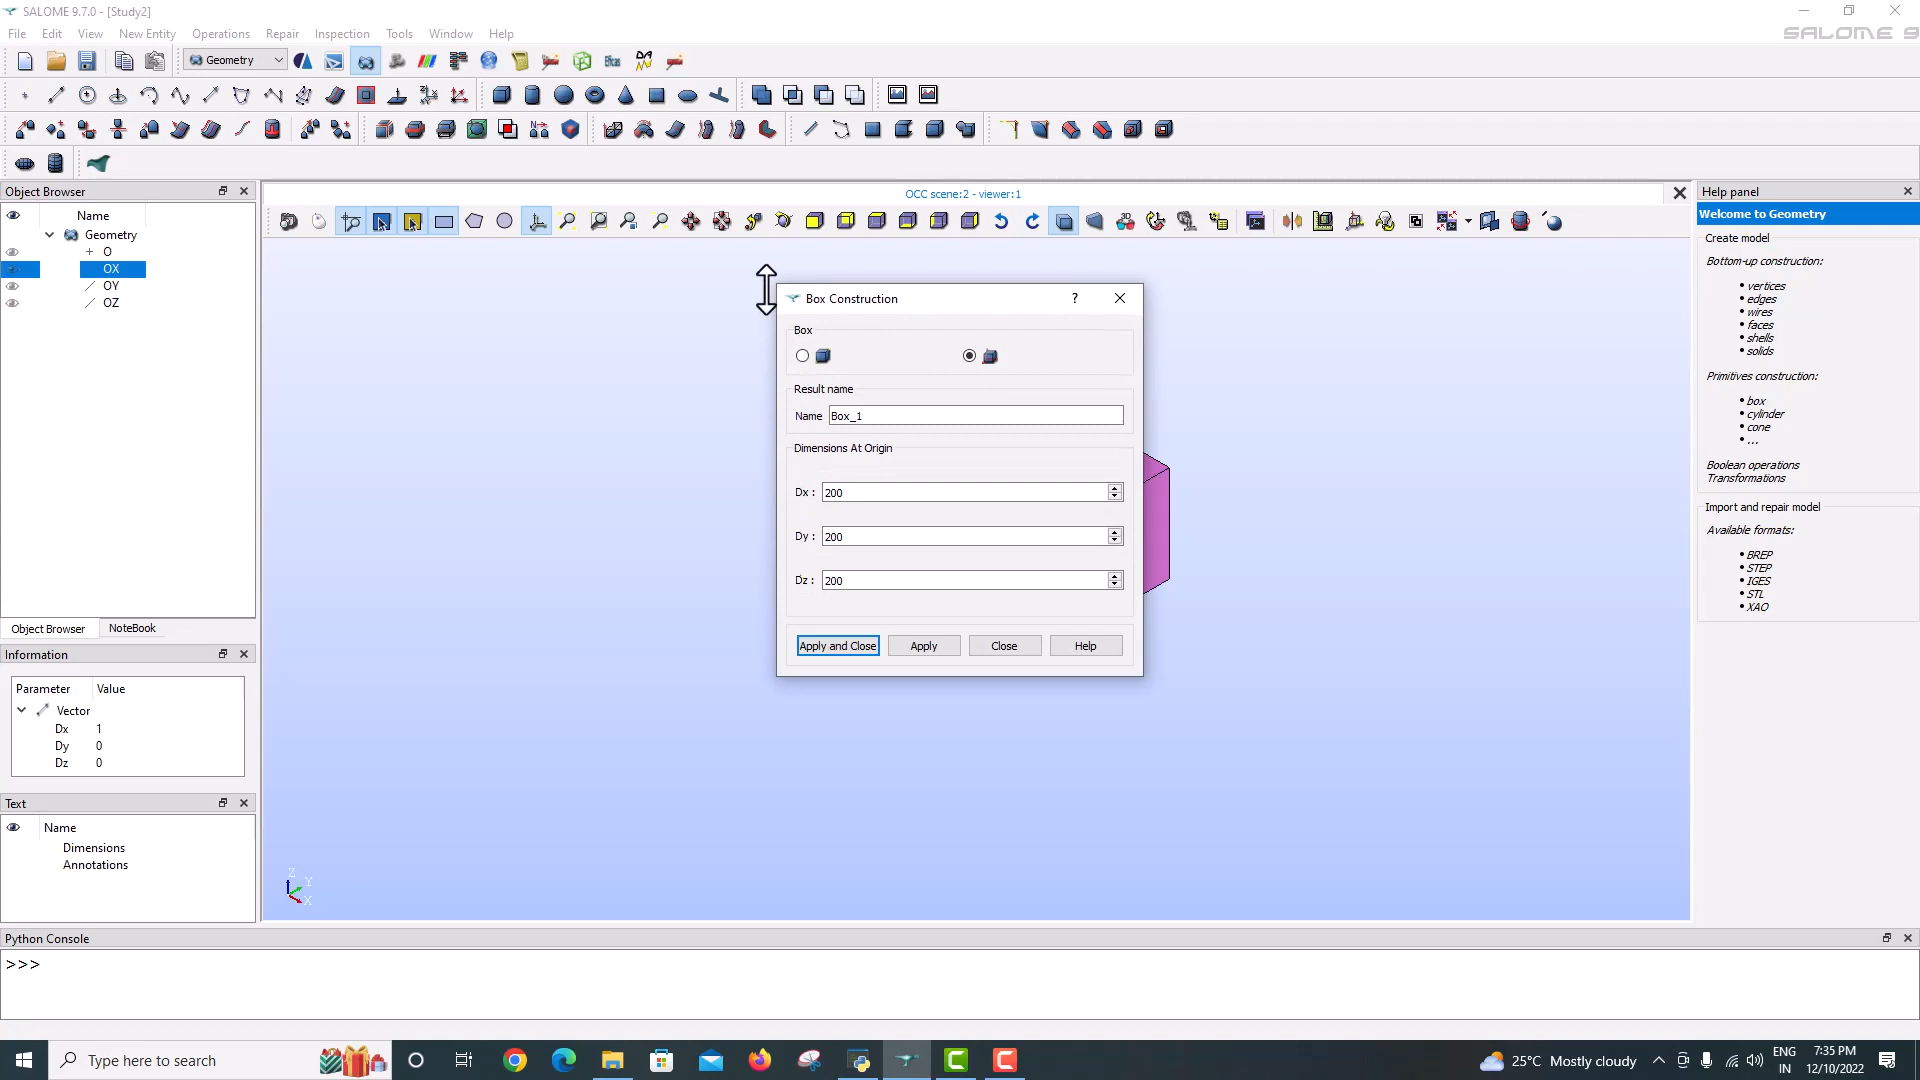 SALOME 9.7.0 - [Study2]
File Edit View New Entity Operations Repair Inspection Tools Window Help
SALOME 9
Geometry
Efficas
Object Browser
OCC scene:2 - viewer:1
Help panel
Name
Geometry
O
OX
OY
OZ
Welcome to Geometry
Create model
Bottom-up construction:
vertices
edges
wires
faces
shells
solids
Primitives construction:
box
cylinder
cone
...
Boolean operations
Transformations
Import and repair model
Available formats:
BREP
STEP
IGES
STL
XAO
Box Construction ?
Box
Result name
Name Box_1
Dimensions At Origin
Dx : 200
Dy : 200
Dz : 200
Apply and Close Apply Close Help
Object Browser NoteBook
Information
Parameter Value
Vector
Dx 1
Dy 0
Dz 0
Text
Name
Dimensions
Annotations
Z
Y
X
Python Console
>>>
Type here to search
25°C Mostly cloudy
ENG
IN
7:35 PM
12/10/2022